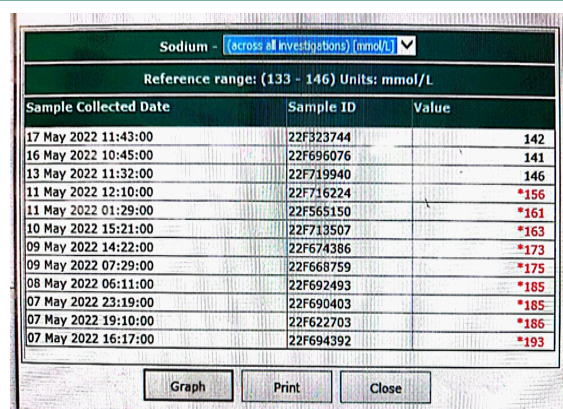 Sodium - (across all investigations) [mmol/L]
Reference range: (133 - 146) Units: mmol/L
Sample Collected Date Sample ID Value
17 May 2022 11:43:00 22F323744 142
16 May 2022 10:45:00 22F696076 141
13 May 2022 11:32:00 22F719940 146
11 May 2022 12:10:00 22F716224 *156
11 May 2022 01:29:00 22F565150 *161
10 May 2022 15:21:00 22F713507 *163
09 May 2022 14:22:00 22F674386 *173
09 May 2022 07:29:00 22F668759 *175
08 May 2022 06:11:00 22F692493 *185
07 May 2022 23:19:00 22F690403 *185
07 May 2022 19:10:00 22F622703 *186
07 May 2022 16:17:00 22F694392 *193
Graph Print Close